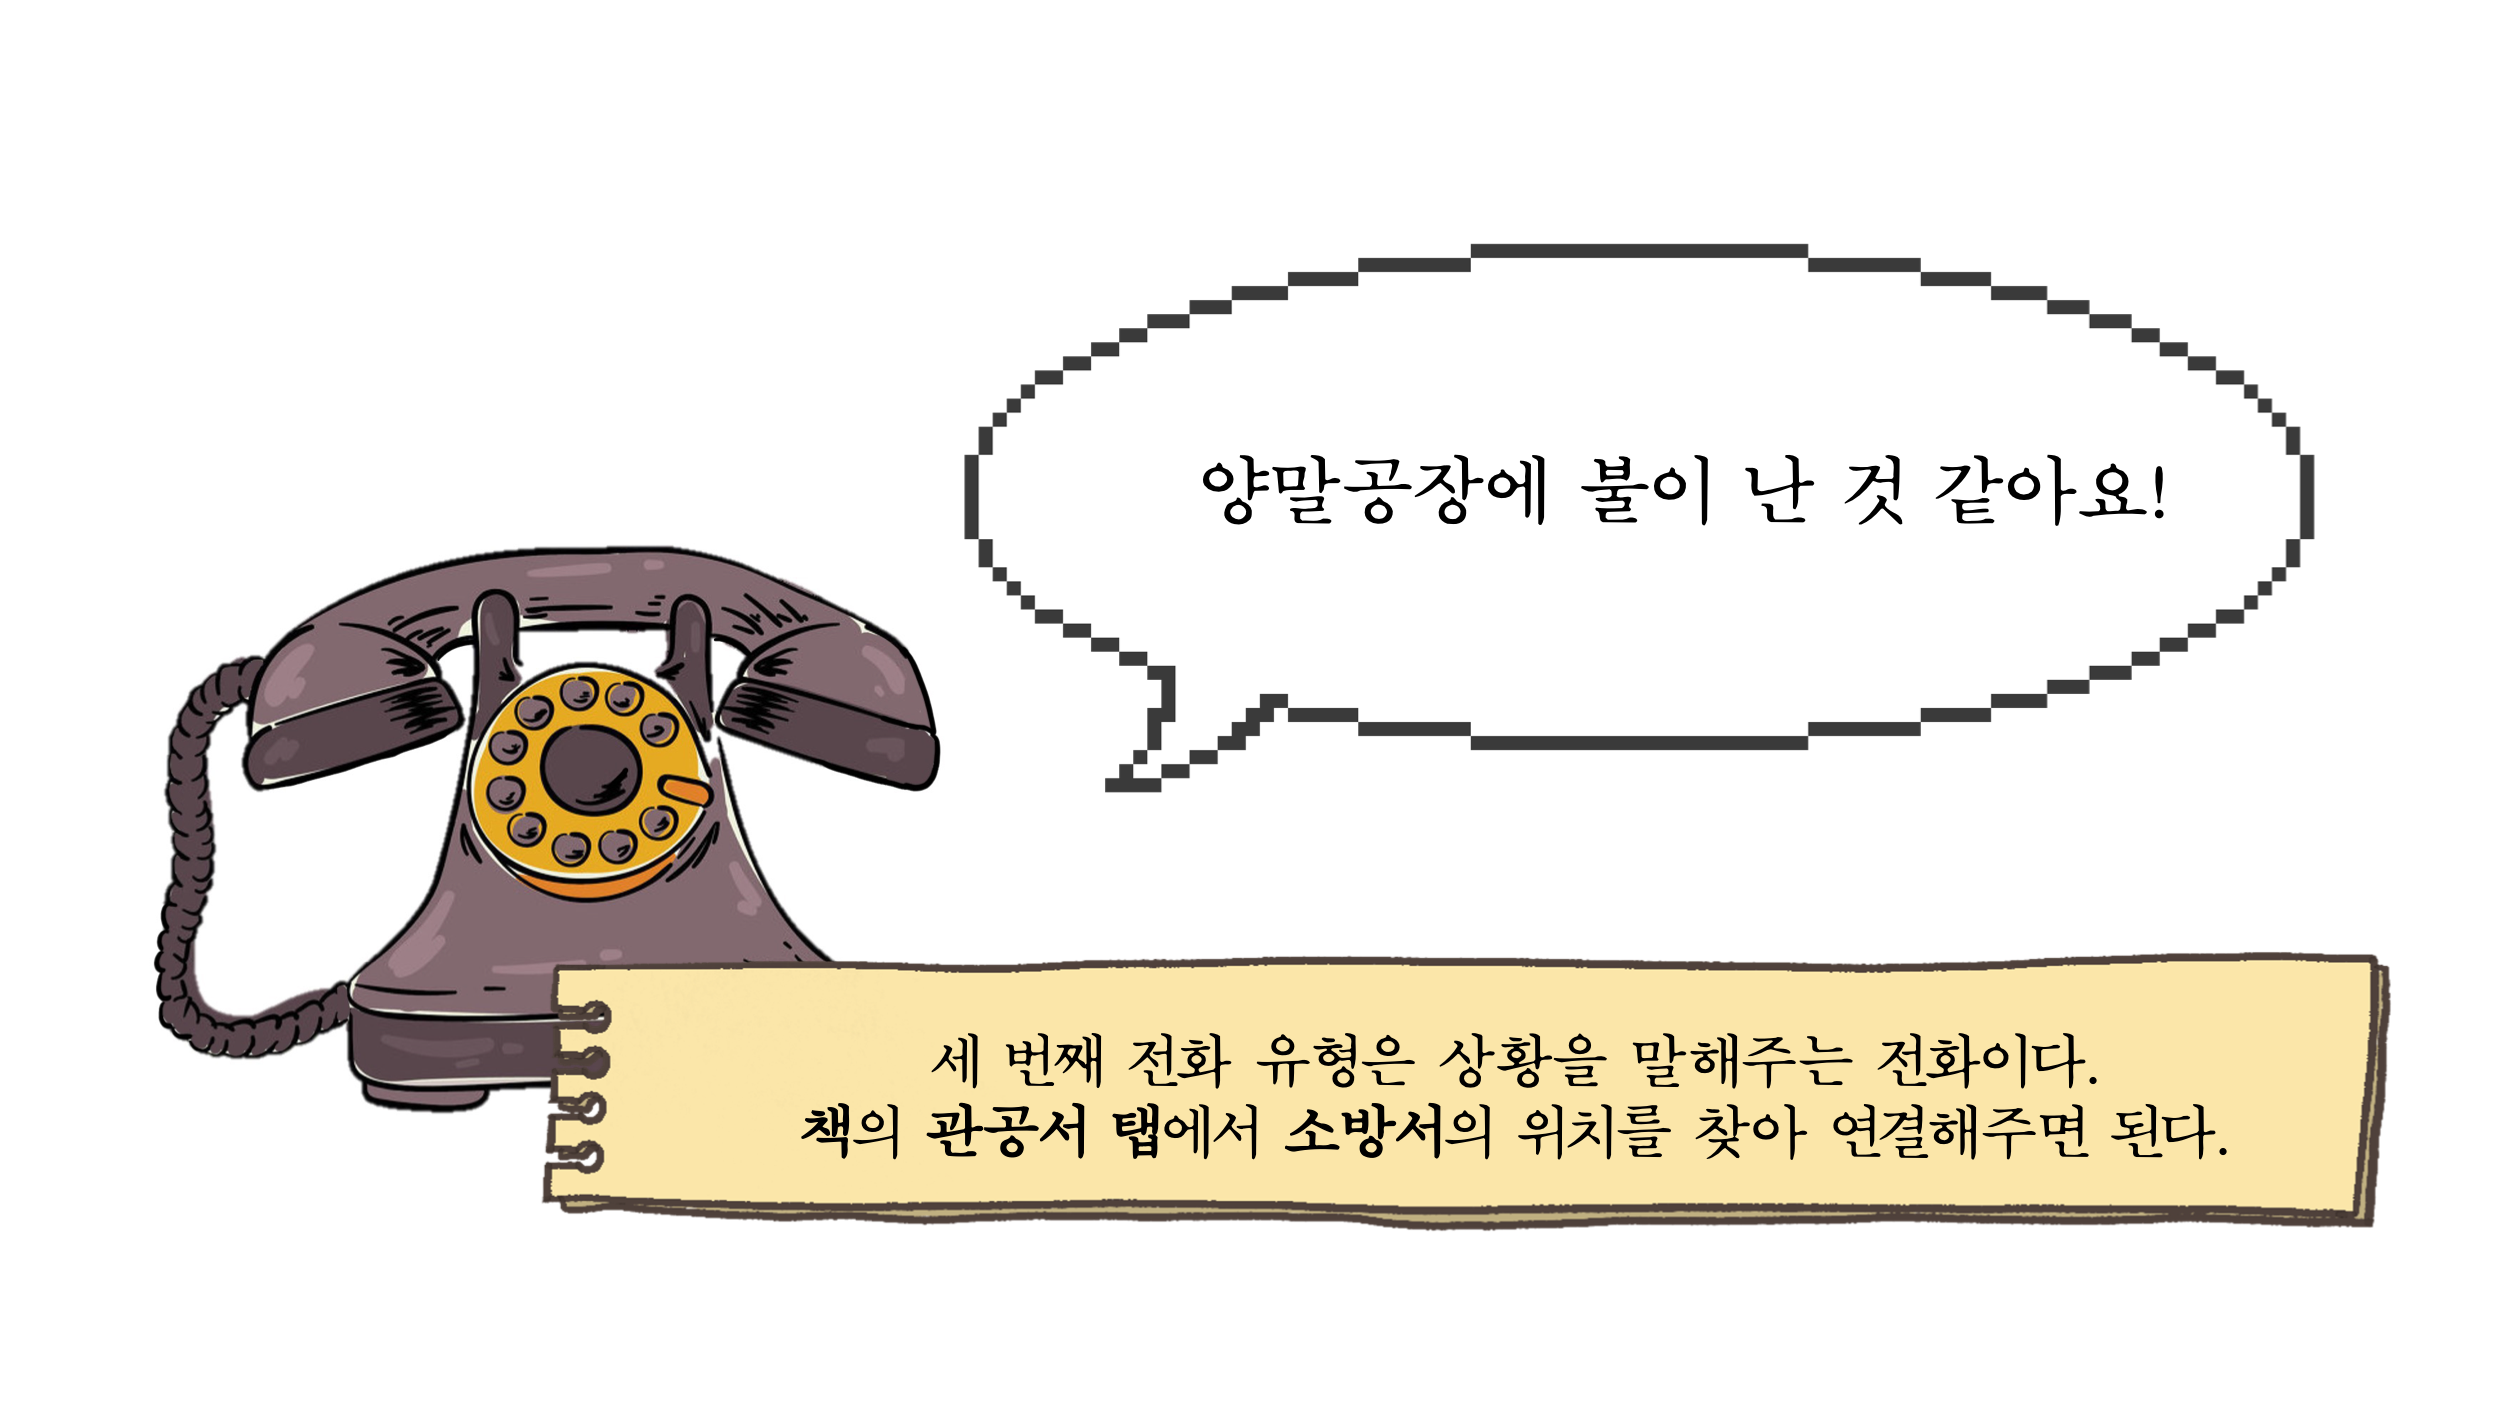 양말공장에 불이 난 것 같아요!
세 번째 전화 유형은 상황을 말해주는 전화이다.
책의 관공서 맵에서 소방서의 위치를 찾아 연결해주면 된다.